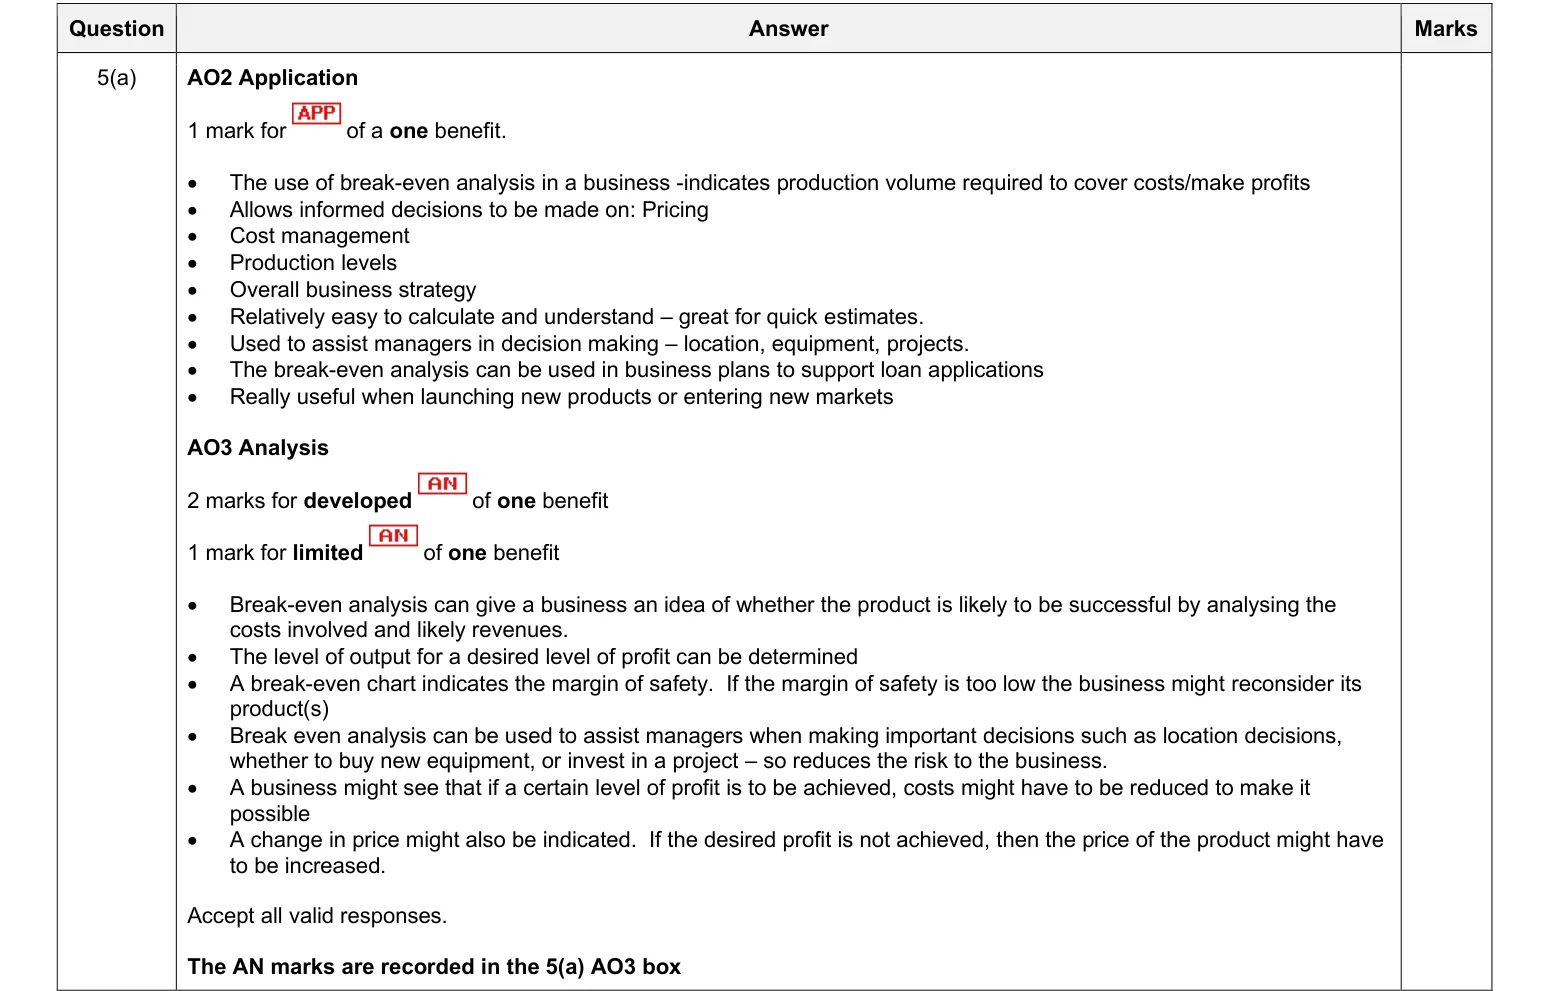 Question Answer Marks
5(a) AO2 Application
1 mark for APP of a one benefit.
• The use of break-even analysis in a business -indicates production volume required to cover costs/make profits
• Allows informed decisions to be made on: Pricing
• Cost management
• Production levels
• Overall business strategy
• Relatively easy to calculate and understand – great for quick estimates.
• Used to assist managers in decision making – location, equipment, projects.
• The break-even analysis can be used in business plans to support loan applications
• Really useful when launching new products or entering new markets
AO3 Analysis
2 marks for developed AN of one benefit
1 mark for limited AN of one benefit
• Break-even analysis can give a business an idea of whether the product is likely to be successful by analysing the
costs involved and likely revenues.
• The level of output for a desired level of profit can be determined
• A break-even chart indicates the margin of safety.  If the margin of safety is too low the business might reconsider its
product(s)
• Break even analysis can be used to assist managers when making important decisions such as location decisions,
whether to buy new equipment, or invest in a project – so reduces the risk to the business.
• A business might see that if a certain level of profit is to be achieved, costs might have to be reduced to make it
possible
• A change in price might also be indicated.  If the desired profit is not achieved, then the price of the product might have
to be increased.
Accept all valid responses.
The AN marks are recorded in the 5(a) AO3 box